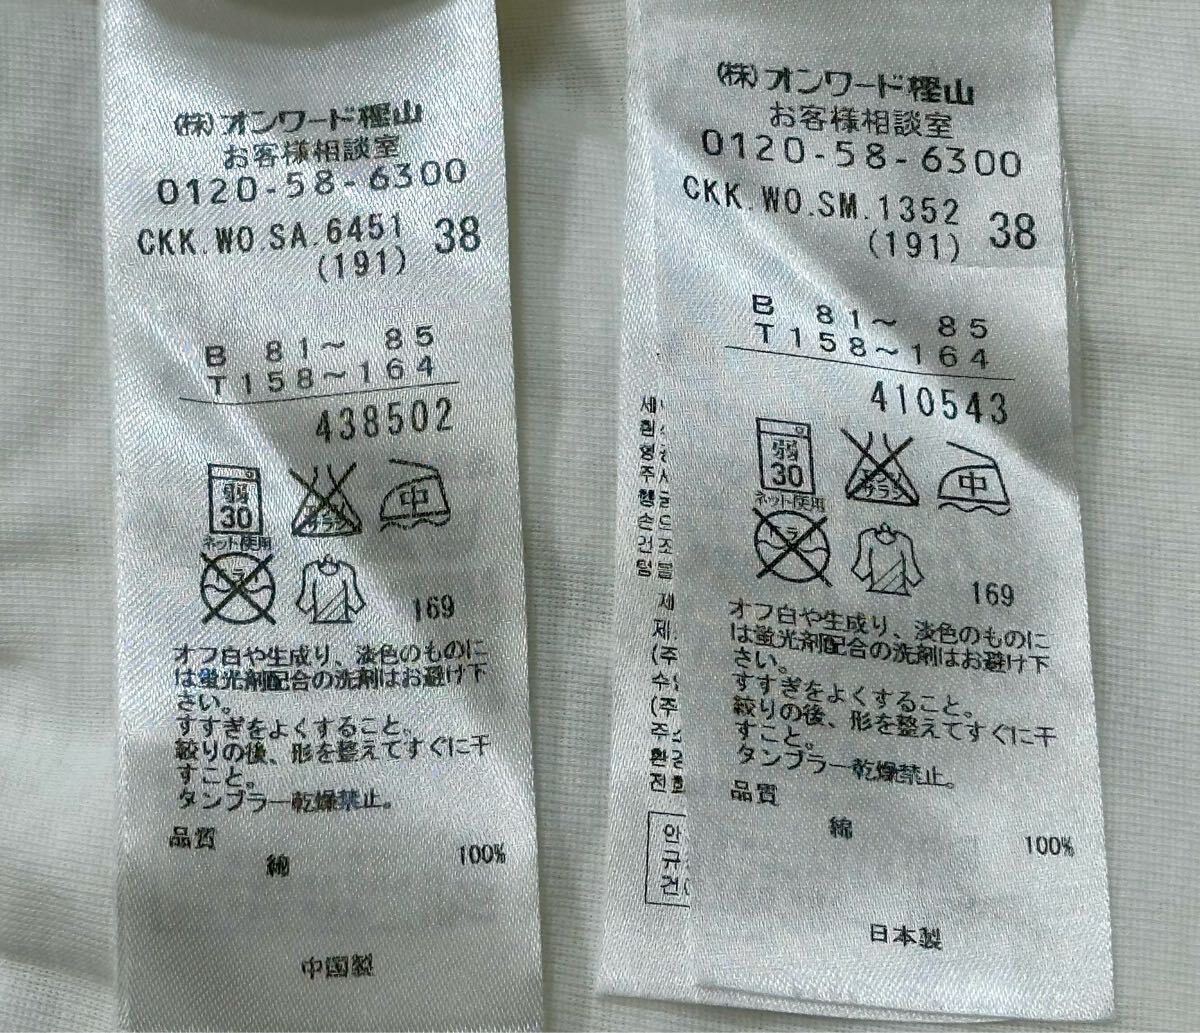 (株)オンワード樫山
お客様相談室
0120-58-6300
CKK.WO.SA.6451 38
(191)
B 81~ 85
T158~164
438502
弱
30
ネット使用
中
169
オフ白や生成り、淡色のものに
は蛍光剤配合の洗剤はお避け下
さい。
すすぎをよくすること。
絞りの後、形を整えてすぐに干
すこと。
タンブラー乾燥禁止。
品質
綿 100%
中国製
(株)オンワード樫山
お客様相談室
0120-58-6300
CKK.WO.SM.1352 38
(191)
B 81~ 85
T158~164
410543
弱
30
ネット使用
中
169
オフ白や生成り、淡色のものに
は蛍光剤配合の洗剤はお避け下
さい。
すすぎをよくすること。
絞りの後、形を整えてすぐに干
すこと。
タンブラー乾燥禁止。
品質
綿 100%
日本製